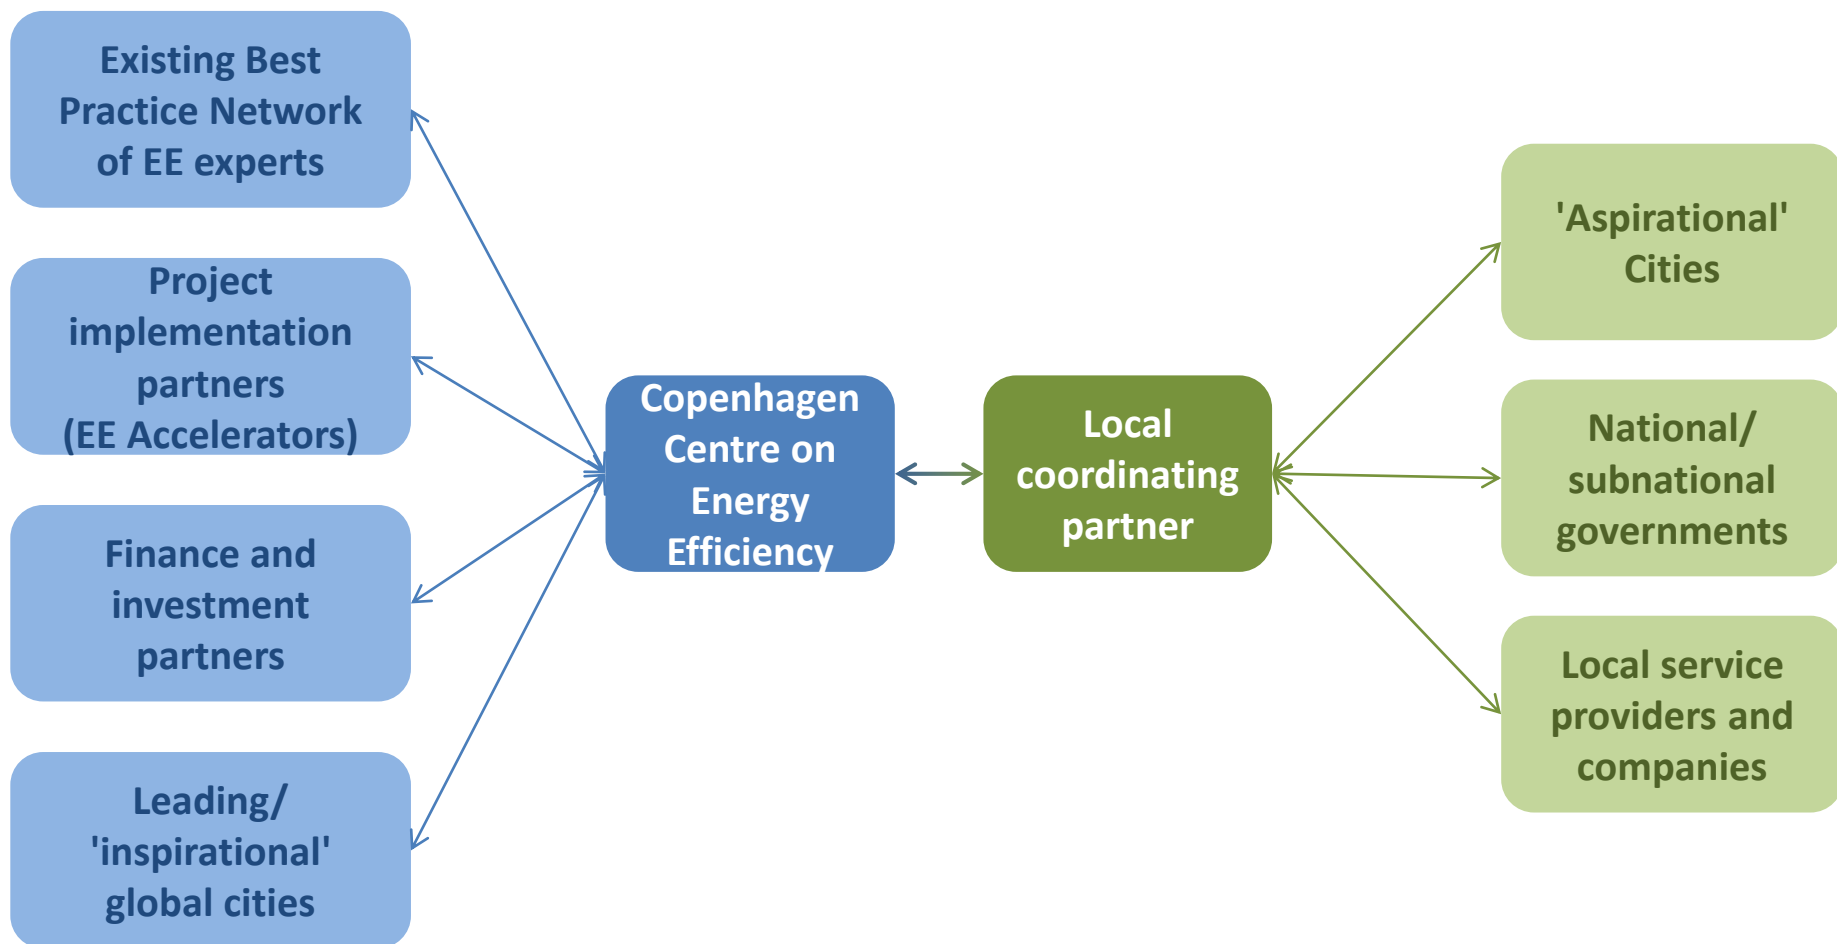 Existing Best
Practice Network
of EE experts
Project
implementation
partners
(EE Accelerators)
Finance and
investment
partners
Leading/
'inspirational'
global cities
Copenhagen
Centre on
Energy
Efficiency
Local
coordinating
partner
'Aspirational'
Cities
National/
subnational
governments
Local service
providers and
companies